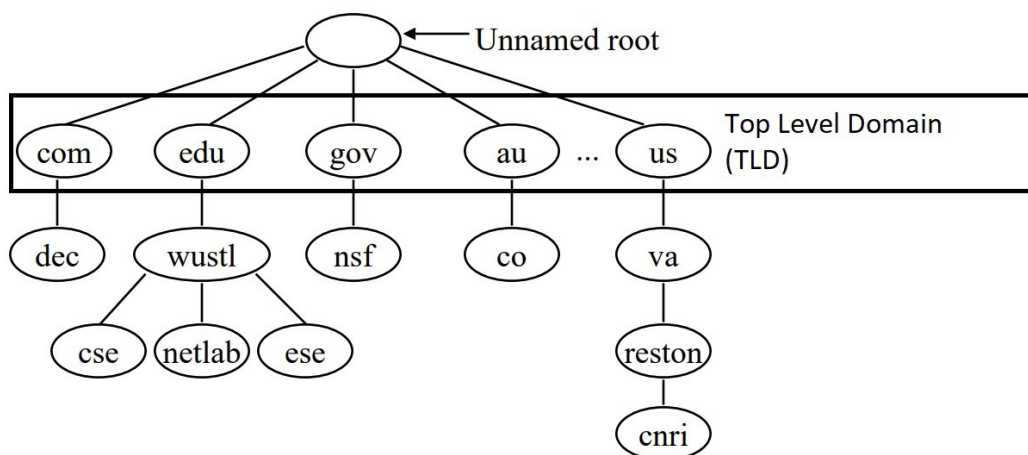 Unnamed root
com edu gov au ... us Top Level Domain
(TLD)
dec wustl nsf co va
cse netlab ese reston
cnri